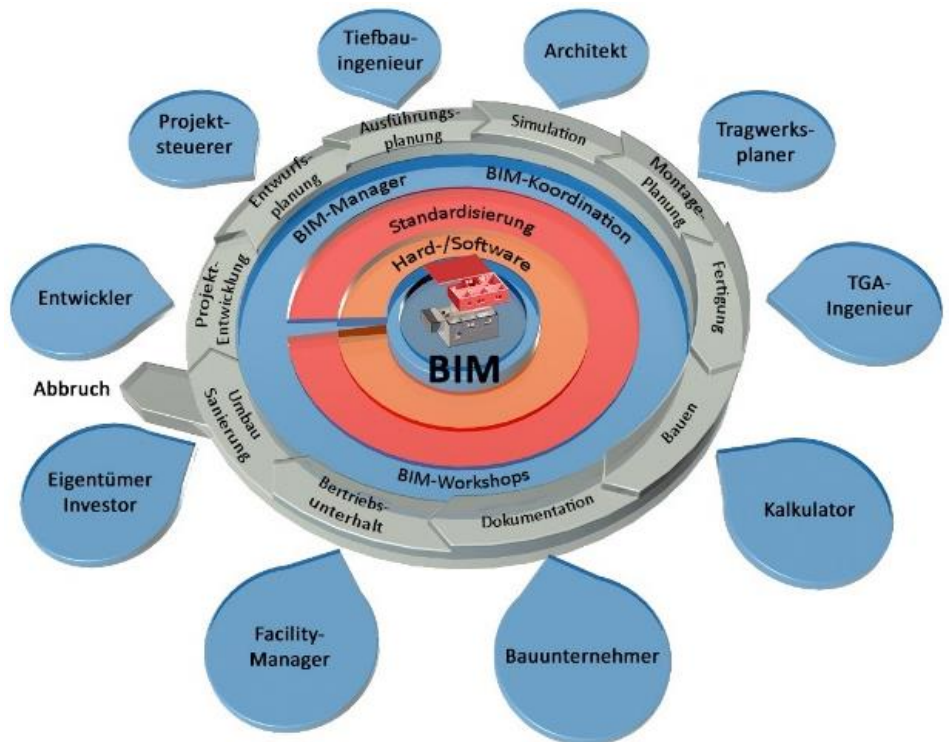 Tiefbau-
ingenieur
Architekt
Projekt-
steuerer
Tragwerks-
planer
Entwickler
TGA-
Ingenieur
Abbruch
Eigentümer
Investor
Kalkulator
Facility-
Manager
Bauunternehmer
Projekt-
Entwicklung
Entwurfs-
planung
Ausführungs-
planung
Simulation
Montage-
Planung
Fertigung
Bauen
Dokumentation
Bertriebs-
unterhalt
Umbau
Sanierung
BIM-Manager
BIM-Koordination
BIM-Workshops
Standardisierung
Hard-/Software
BIM